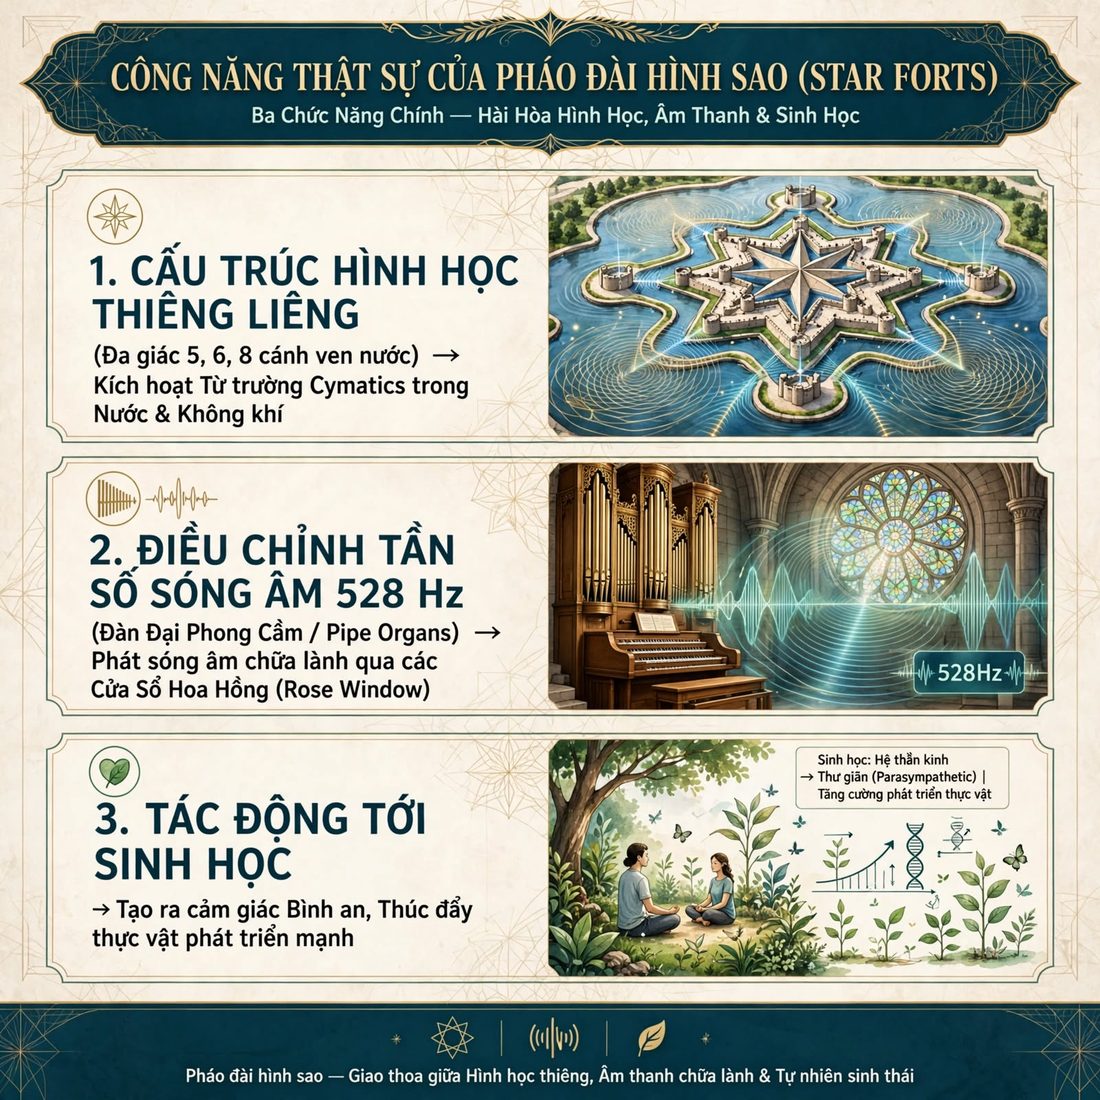 CÔNG NĂNG THẬT SỰ CỦA PHÁO ĐÀI HÌNH SAO (STAR FORTS)
Ba Chức Năng Chính — Hài Hòa Hình Học, Âm Thanh & Sinh Học
1. CẤU TRÚC HÌNH HỌC
THIÊNG LIÊNG
(Đa giác 5, 6, 8 cánh ven nước) →
Kích hoạt Từ trường Cymatics trong
Nước & Không khí
2. ĐIỀU CHỈNH TẦN
SỐ SÓNG ÂM 528 Hz
(Đàn Đại Phong Cầm / Pipe Organs) →
Phát sóng âm chữa lành qua các
Cửa Sổ Hoa Hồng (Rose Window)
528Hz
3. TÁC ĐỘNG TỚI
SINH HỌC
→ Tạo ra cảm giác Bình an, Thúc đẩy
thực vật phát triển mạnh
Sinh học: Hệ thần kinh
→ Thư giãn (Parasympathetic) |
Tăng cường phát triển thực vật
Pháo đài hình sao — Giao thoa giữa Hình học thiêng, Âm thanh chữa lành & Tự nhiên sinh thái